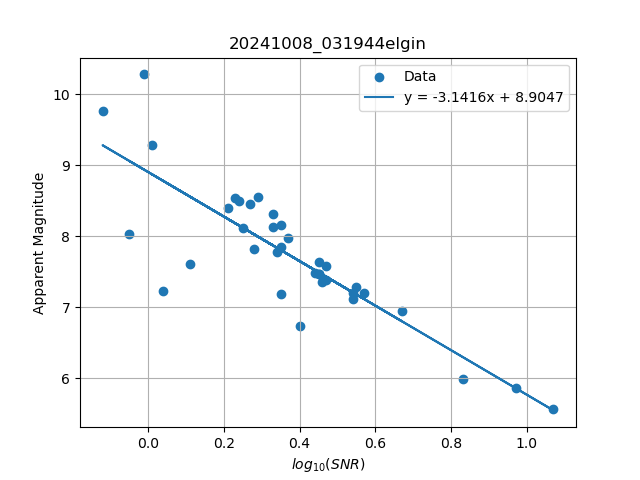 20241008_031944elgin
Data
y = -3.1416x + 8.9047
Apparent Magnitude
10
9
8
7
6
0.0 0.2 0.4 0.6 0.8 1.0
log₁₀(SNR)